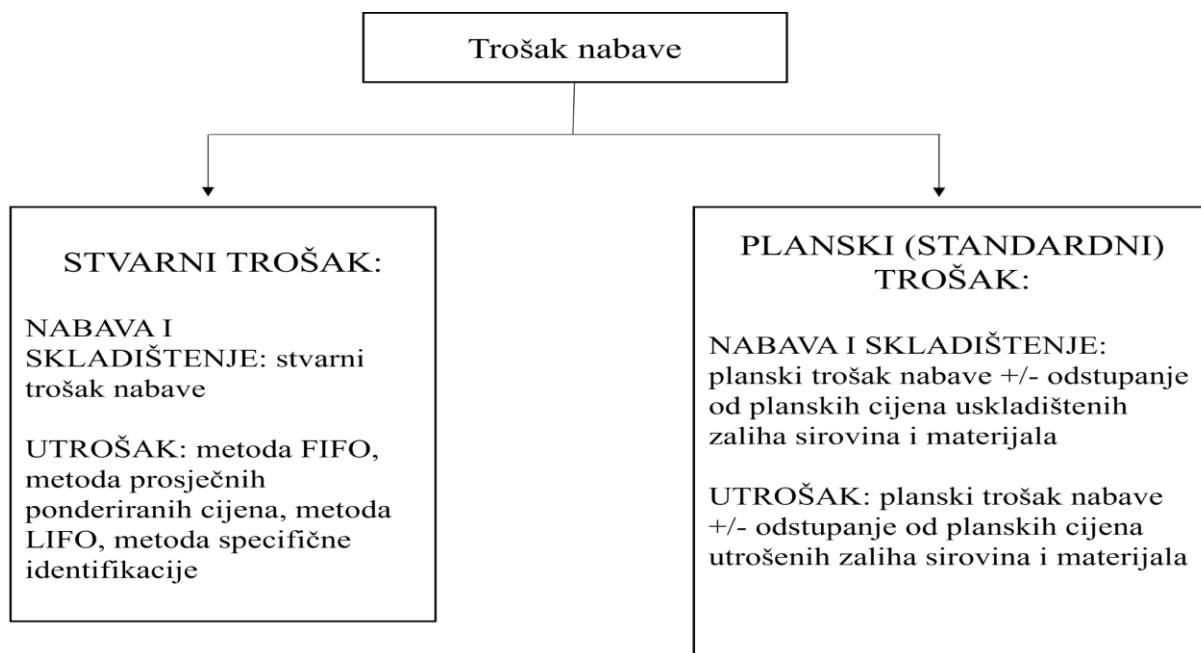 Trošak nabave
STVARNI TROŠAK:
NABAVA I
SKLADIŠTENJE: stvarni
trošak nabave
UTROŠAK: metoda FIFO,
metoda prosječnih
ponderiranih cijena, metoda
LIFO, metoda specifične
identifikacije
PLANSKI (STANDARDNI)
TROŠAK:
NABAVA I SKLADIŠTENJE:
planski trošak nabave +/- odstupanje
od planskih cijena uskladištenih
zaliha sirovina i materijala
UTROŠAK: planski trošak nabave
+/- odstupanje od planskih cijena
utrošenih zaliha sirovina i materijala